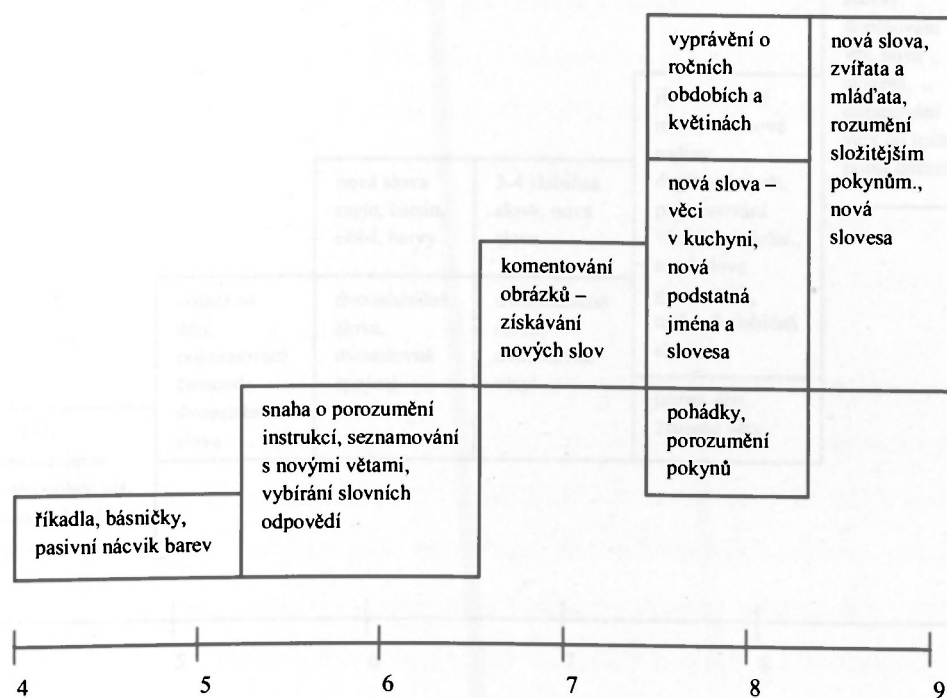 vyprávění o
ročních
obdobích a
květinách
nová slova,
zvířata a
mláďata,
rozumění
složitějším
pokynům.,
nová
slovesa
nová slova –
věci
v kuchyni,
nová
podstatná
jména a
slovesa
komentování
obrázků –
získávání
nových slov
pohádky,
porozumění
pokynů
snaha o porozumění
instrukcí, seznamování
s novými větami,
vybírání slovních
odpovědí
říkadla, básničky,
pasivní nácvik barev
4 5 6 7 8 9